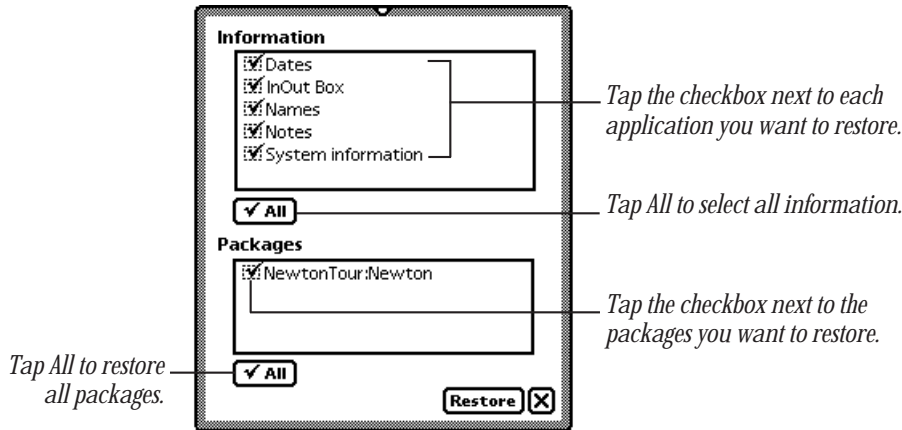 Information
Dates
InOut Box
Names
Notes
System information
Tap the checkbox next to each
application you want to restore.
✓ All
Tap All to select all information.
Packages
NewtonTour:Newton
Tap the checkbox next to the
packages you want to restore.
Tap All to restore
all packages.
✓ All
Restore X